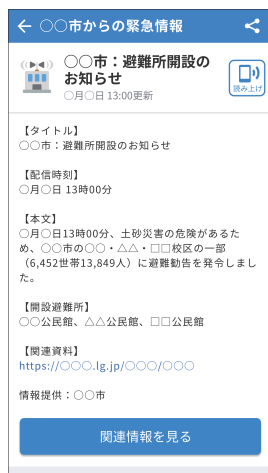 ○○市からの緊急情報
○○市：避難所開設の
お知らせ
○月○日 13:00更新
読み上げ
【タイトル】
○○市：避難所開設のお知らせ
【配信時刻】
○月○日 13時00分
【本文】
○月○日13時00分、土砂災害の危険があるた
め、○○市の○○・△△・□□校区の一部
（6,452世帯13,849人）に避難勧告を発令しまし
た。
【開設避難所】
○○公民館、△△公民館、□□公民館
【関連資料】
https://○○○.lg.jp/○○○/○○○
情報提供：○○市
関連情報を見る